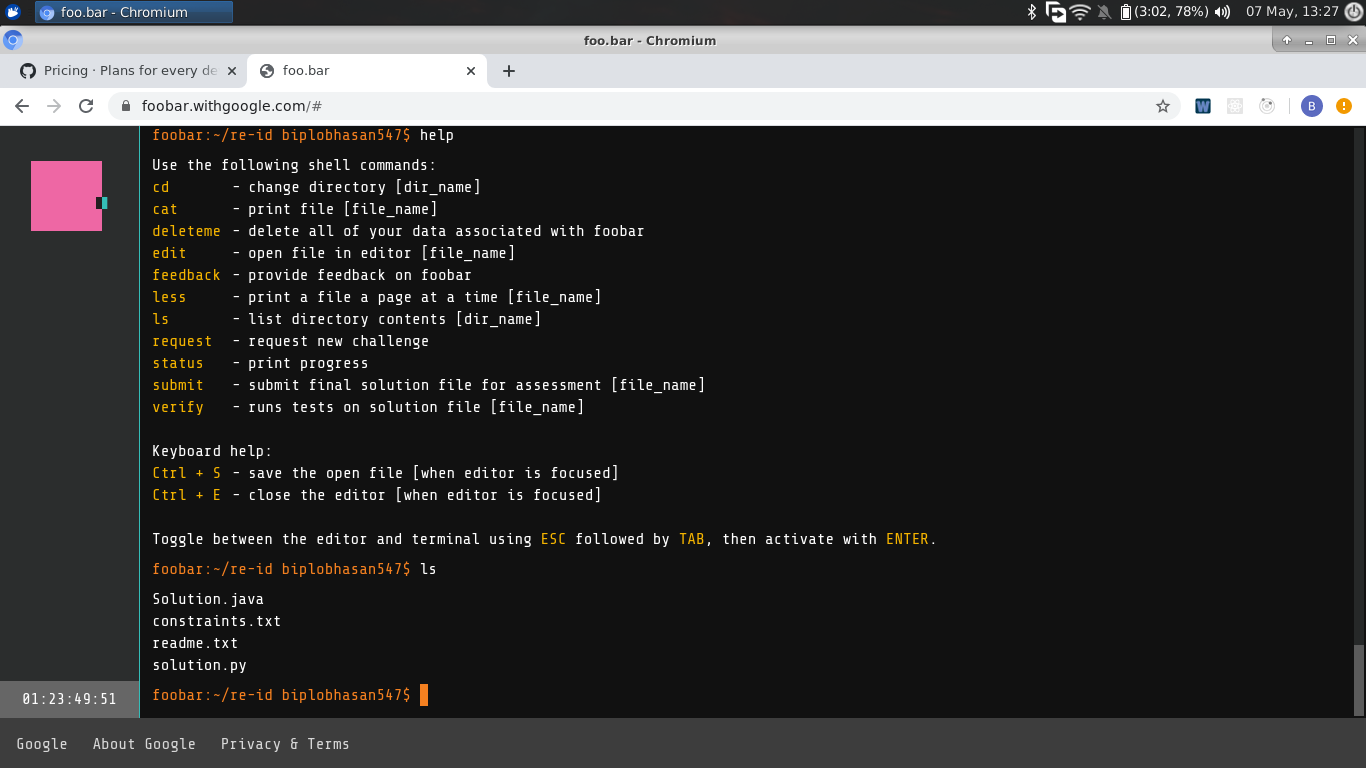 foo.bar - Chromium
(3:02, 78%) 07 May, 13:27
foo.bar - Chromium
Pricing · Plans for every de
foo.bar
foobar.withgoogle.com/#
W
B
foobar:~/re-id biplobhasan547$ help
Use the following shell commands:
cd - change directory [dir_name]
cat - print file [file_name]
deleteme - delete all of your data associated with foobar
edit - open file in editor [file_name]
feedback - provide feedback on foobar
less - print a file a page at a time [file_name]
ls - list directory contents [dir_name]
request - request new challenge
status - print progress
submit - submit final solution file for assessment [file_name]
verify - runs tests on solution file [file_name]
Keyboard help:
Ctrl + S - save the open file [when editor is focused]
Ctrl + E - close the editor [when editor is focused]
Toggle between the editor and terminal using ESC followed by TAB, then activate with ENTER.
foobar:~/re-id biplobhasan547$ ls
Solution.java
constraints.txt
readme.txt
solution.py
foobar:~/re-id biplobhasan547$
01:23:49:51
Google About Google Privacy & Terms